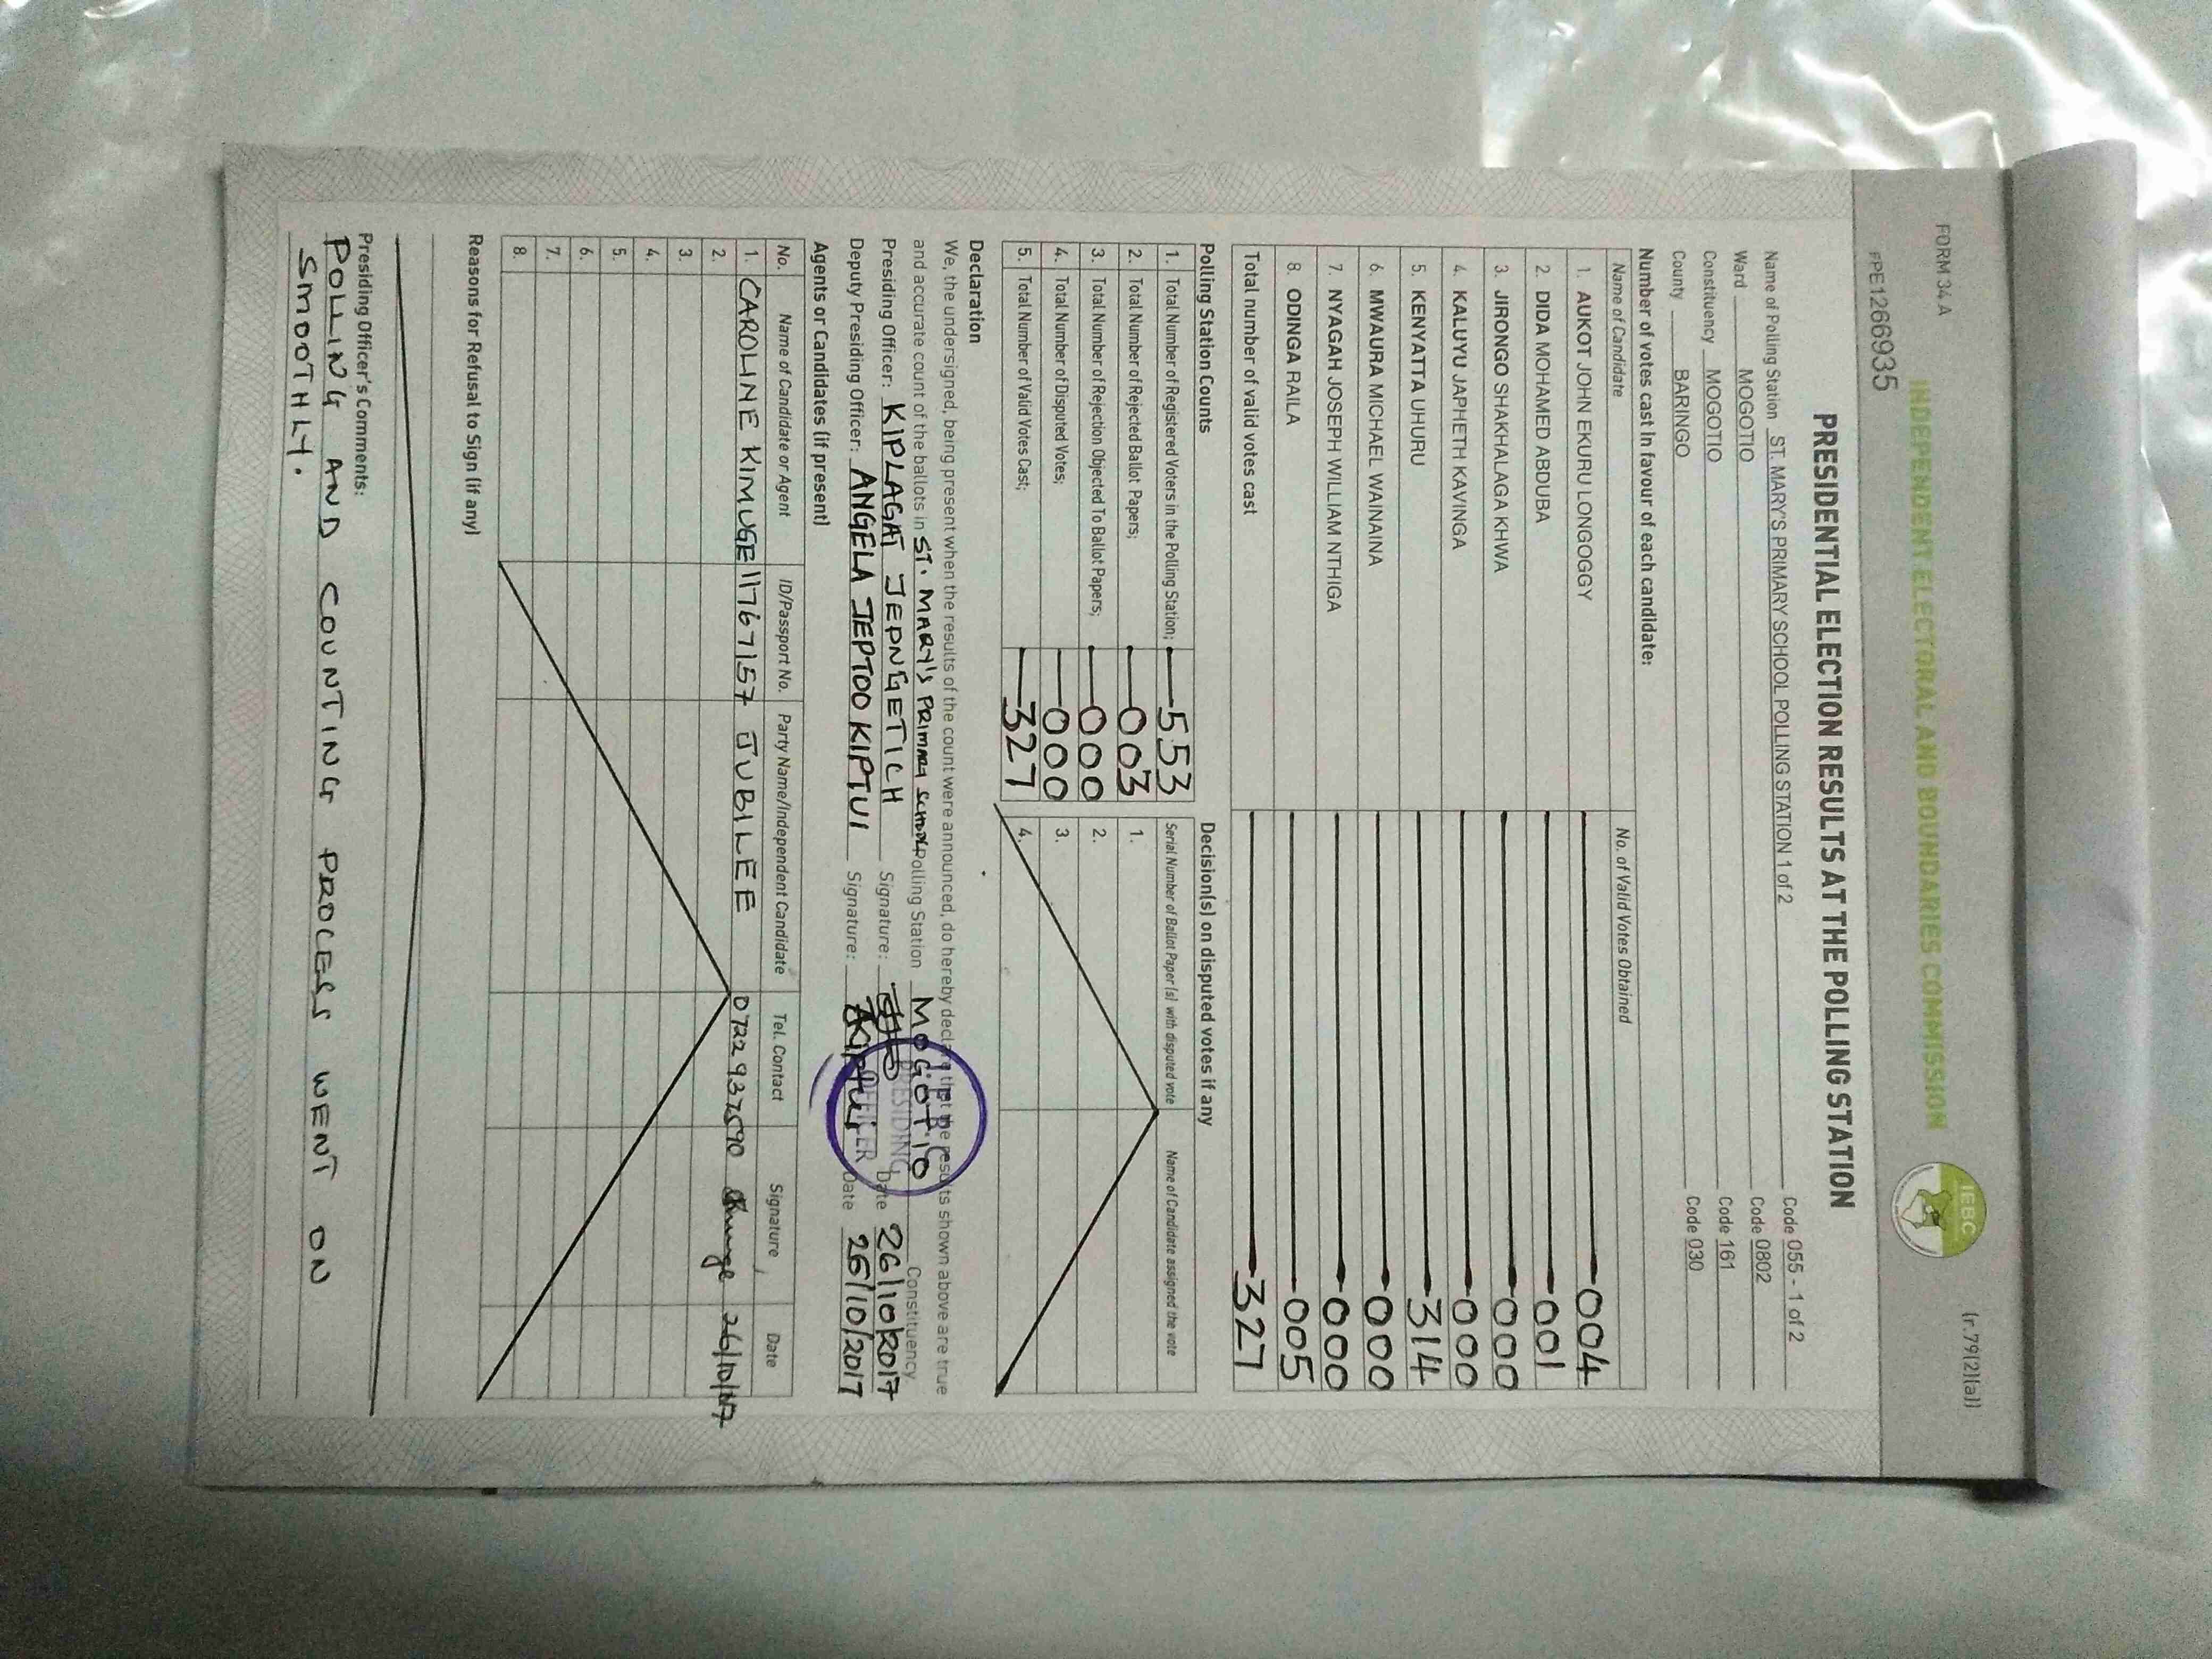 FORM 34 A
(r.79(2)(a))
INDEPENDENT ELECTORAL AND BOUNDARIES COMMISSION
IEBC
PRE1266935
PRESIDENTIAL ELECTION RESULTS AT THE POLLING STATION
Name of Polling Station ST. MARY'S PRIMARY SCHOOL POLLING STATION 1 of 2 Code 055 - 1 of 2
Ward MOGOTIO Code 0802
Constituency MOGOTIO Code 161
County BARINGO Code 030
Number of votes cast in favour of each candidate:
Name of Candidate No. of Valid Votes Obtained
1. AUKOT JOHN EKURU LONGOGGY 004
2. DIDA MOHAMED ABDUBA 001
3. JIRONGO SHAKHALAGA KHWA 000
4. KALUYU JAPHETH KAVINGA 000
5. KENYATTA UHURU 314
6. MWAURA MICHAEL WAINAINA 000
7. NYAGAH JOSEPH WILLIAM NTHIGA 000
8. ODINGA RAILA 005
Total number of valid votes cast 327
Polling Station Counts
1. Total Number of Registered Voters in the Polling Station; 553
2. Total Number of Rejected Ballot Papers; 003
3. Total Number of Rejection Objected To Ballot Papers; 000
4. Total Number of Disputed Votes; 000
5. Total Number of Valid Votes Cast; 327
Decision(s) on disputed votes if any
Serial Number of Ballot Paper(s) with disputed vote Name of Candidate assigned the vote
1.
2.
3.
4.
Declaration
We, the undersigned, being present when the results of the count were announced, do hereby declare that the results shown above are true
and accurate count of the ballots in ST. MARY'S PRIMARY SCHOOL Polling Station MOGOTIO Constituency
Presiding Officer: KIPLAGAT JEPNGETICH Signature: Date 26/10/2017
Deputy Presiding Officer: ANGELA JEPTOO KIPTUI Signature: AKiptui Date 26/10/2017
PRESIDING
OFFICER
Agents or Candidates (if present)
No. Name of Candidate or Agent ID/Passport No. Party Name/Independent Candidate Tel. Contact Signature Date
1. CAROLINE KIMUGE 11767157 JUBILEE 0722937590 26/10/17
2.
3.
4.
5.
6.
7.
8.
Reasons for Refusal to Sign (if any)
Presiding Officer's Comments:
POLLING AND COUNTING PROCESS WENT ON
SMOOTHLY.